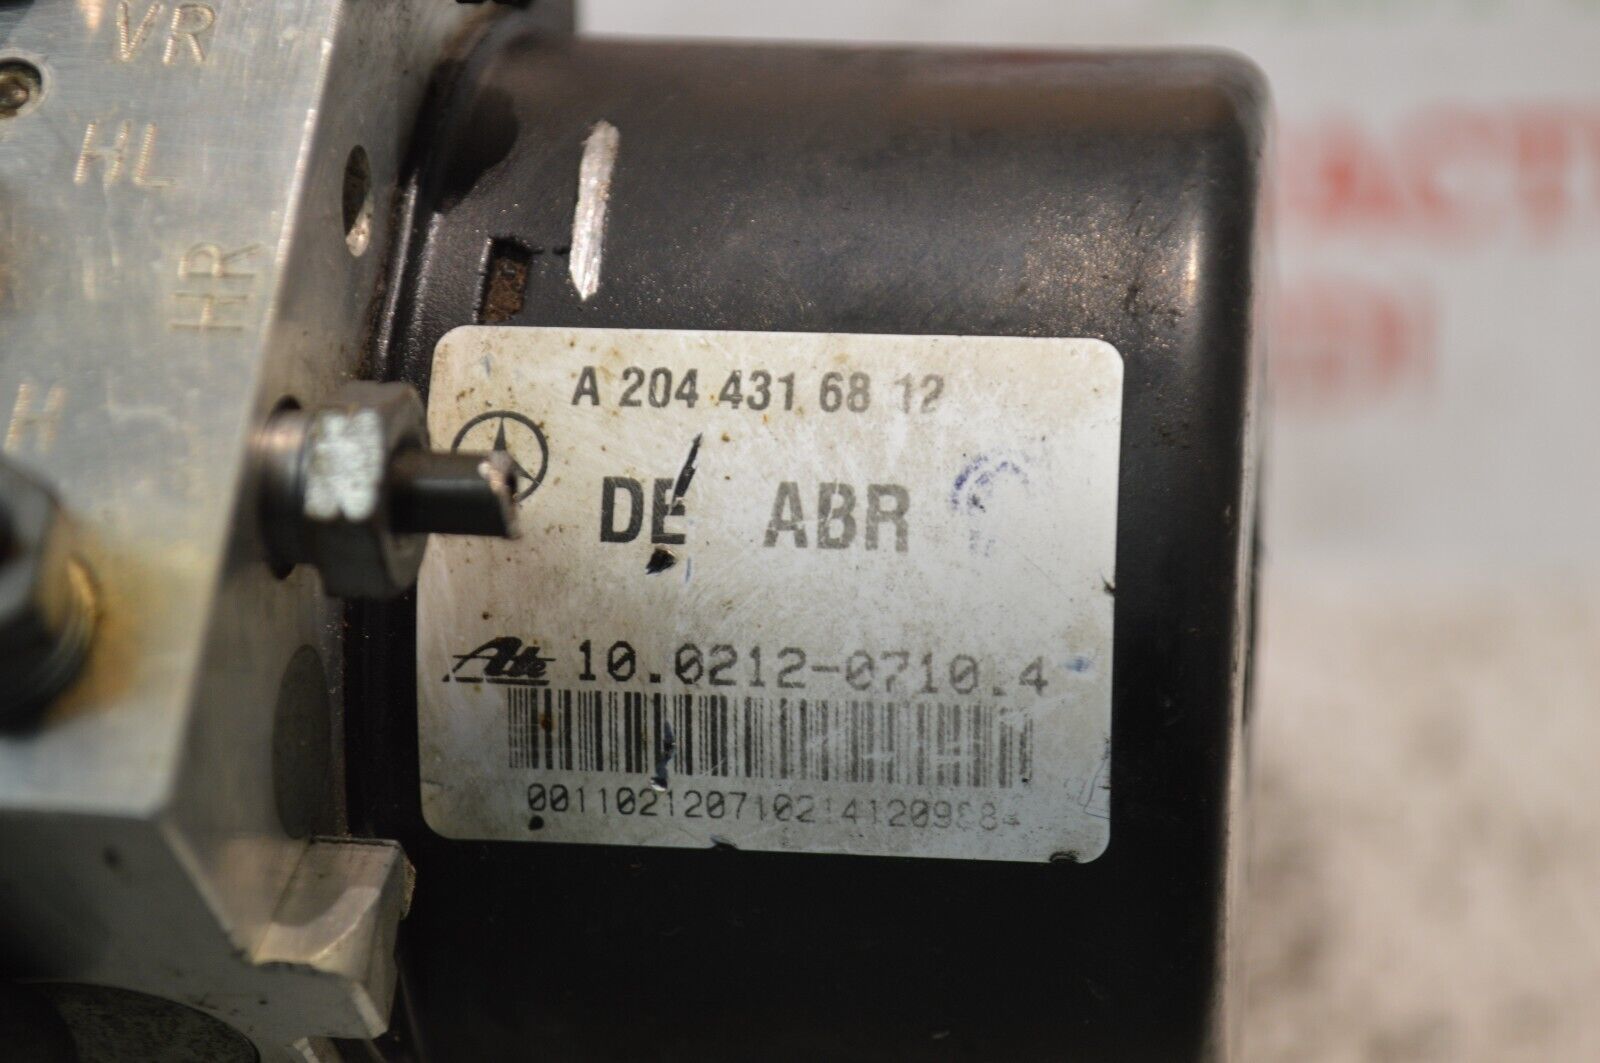 VR
HL
HR
H
A 204 431 68 12
DE ABR
Ate 10.0212-0710.4